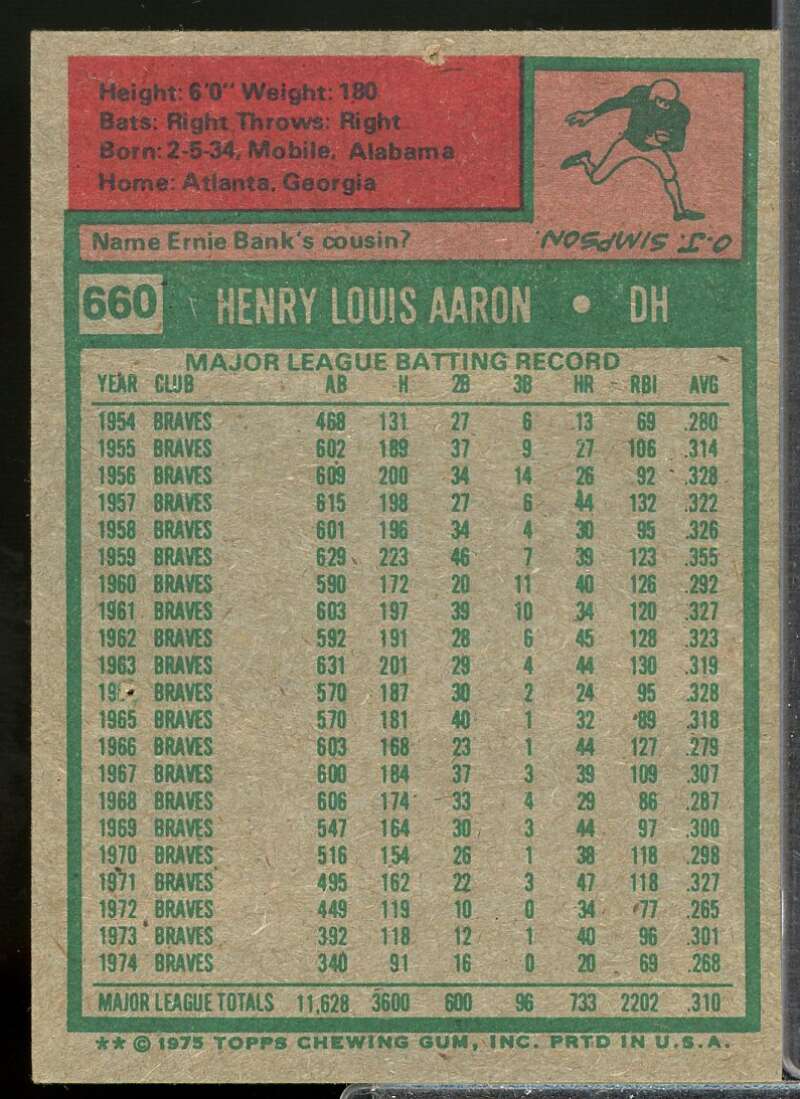 Height: 6'0" Weight: 180
Bats: Right Throws: Right
Born: 2-5-34, Mobile, Alabama
Home: Atlanta, Georgia
Name Ernie Bank's cousin?
O.J. SIMPSON
660 HENRY LOUIS AARON • DH
MAJOR LEAGUE BATTING RECORD
YEAR CLUB AB H 2B 3B HR RBI AVG
1954 BRAVES 468 131 27 6 13 69 .280
1955 BRAVES 602 189 37 9 27 106 .314
1956 BRAVES 609 200 34 14 26 92 .328
1957 BRAVES 615 198 27 6 44 132 .322
1958 BRAVES 601 196 34 4 30 95 .326
1959 BRAVES 629 223 46 7 39 123 .355
1960 BRAVES 590 172 20 11 40 126 .292
1961 BRAVES 603 197 39 10 34 120 .327
1962 BRAVES 592 191 28 6 45 128 .323
1963 BRAVES 631 201 29 4 44 130 .319
BRAVES 570 187 30 2 24 95 .328
1965 BRAVES 570 181 40 1 32 89 .318
1966 BRAVES 603 168 23 1 44 127 .279
1967 BRAVES 600 184 37 3 39 109 .307
1968 BRAVES 606 174 33 4 29 86 .287
1969 BRAVES 547 164 30 3 44 97 .300
1970 BRAVES 516 154 26 1 38 118 .298
1971 BRAVES 495 162 22 3 47 118 .327
1972 BRAVES 449 119 10 0 34 77 .265
1973 BRAVES 392 118 12 1 40 96 .301
1974 BRAVES 340 91 16 0 20 69 .268
MAJOR LEAGUE TOTALS 11,628 3600 600 96 733 2202 .310
** © 1975 TOPPS CHEWING GUM, INC. PRTD IN U.S.A.